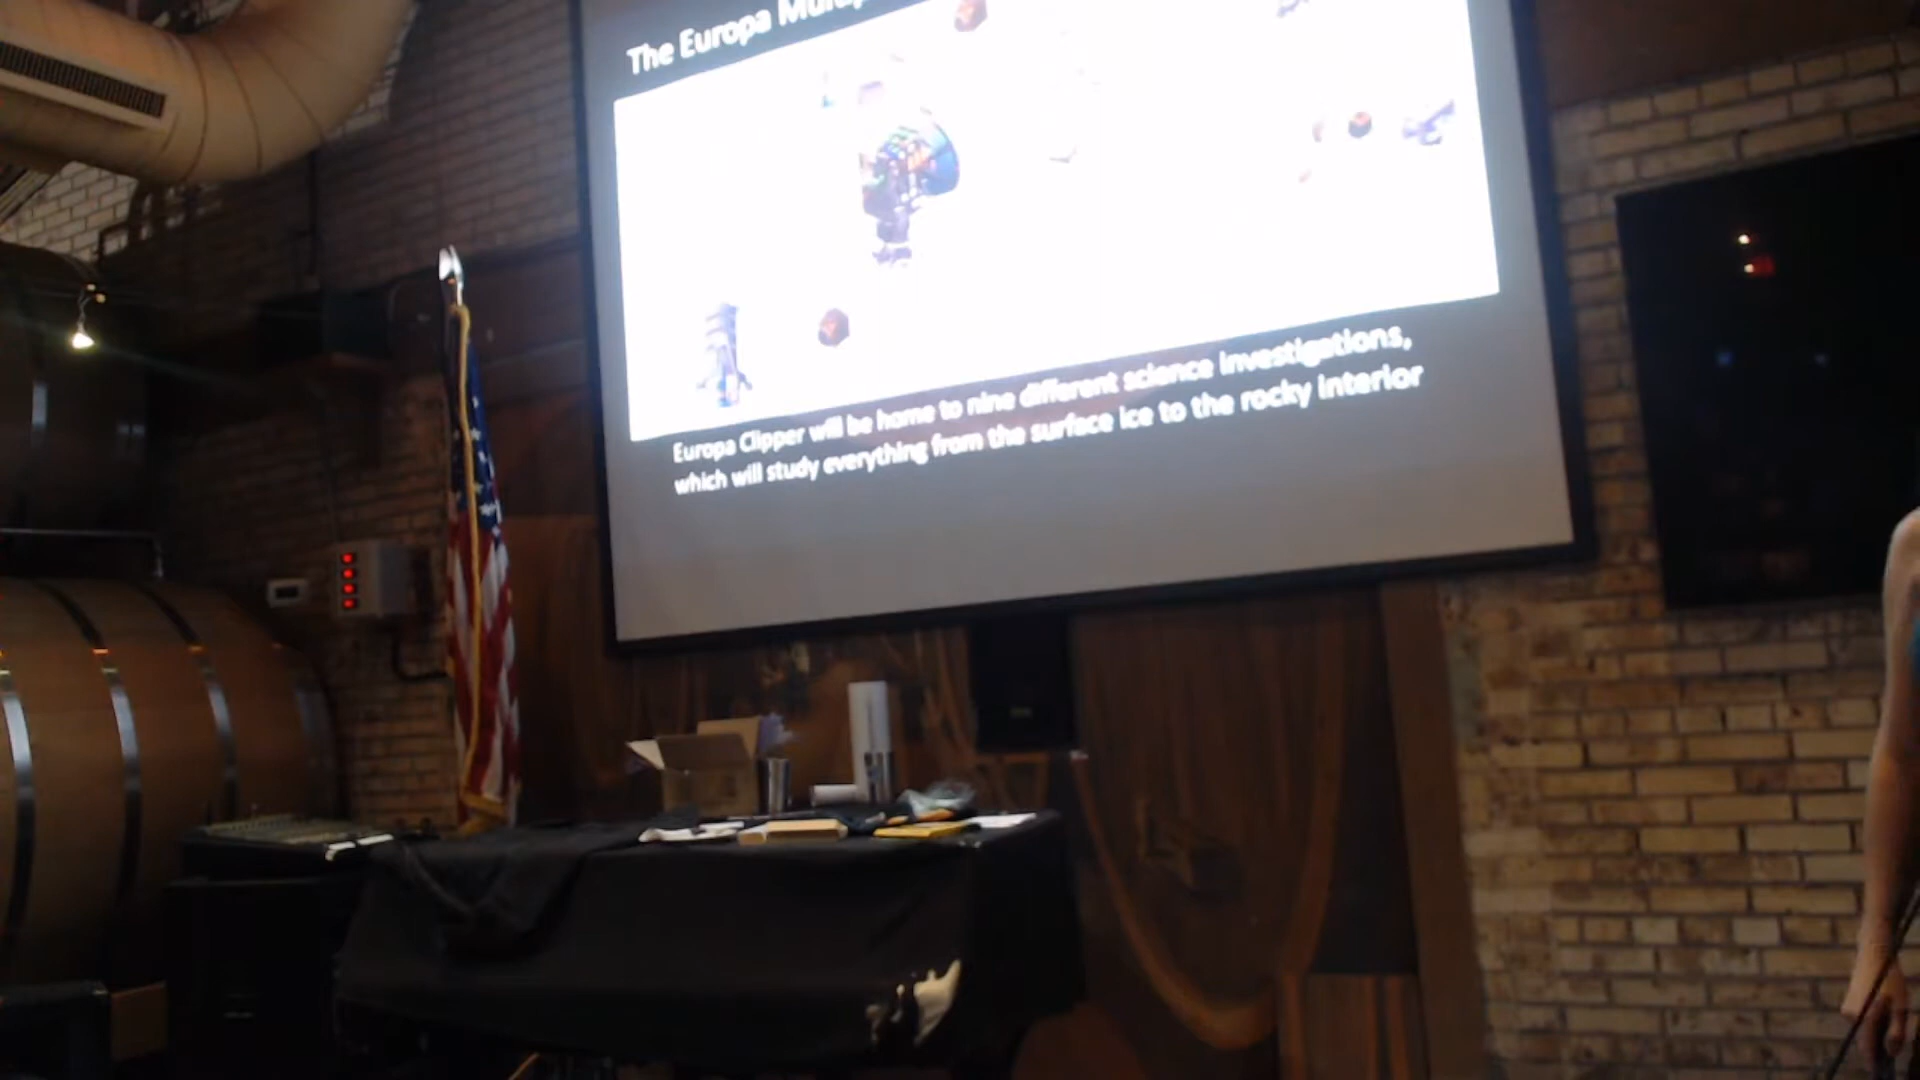 The Europa
Europa Clipper will be home to nine different science investigations,
which will study everything from the surface ice to the rocky interior